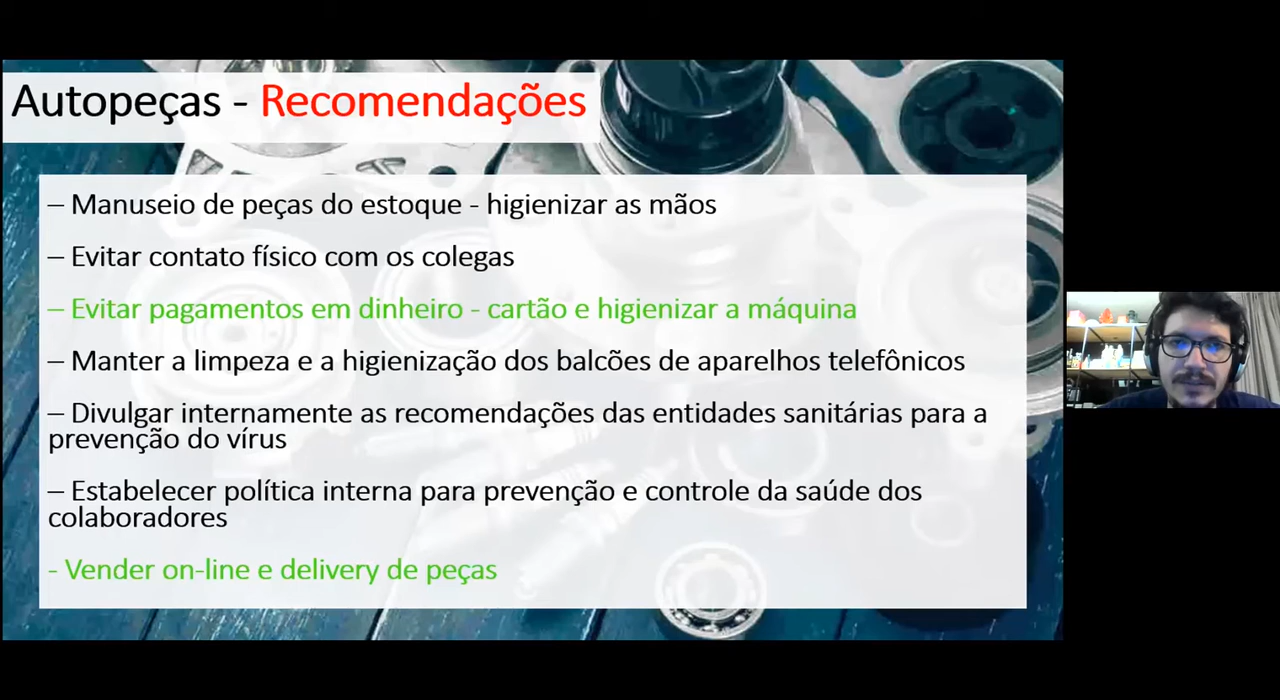 Autopeças - Recomendações
– Manuseio de peças do estoque - higienizar as mãos
– Evitar contato físico com os colegas
– Evitar pagamentos em dinheiro - cartão e higienizar a máquina
– Manter a limpeza e a higienização dos balcões de aparelhos telefônicos
– Divulgar internamente as recomendações das entidades sanitárias para a
prevenção do vírus
– Estabelecer política interna para prevenção e controle da saúde dos
colaboradores
- Vender on-line e delivery de peças